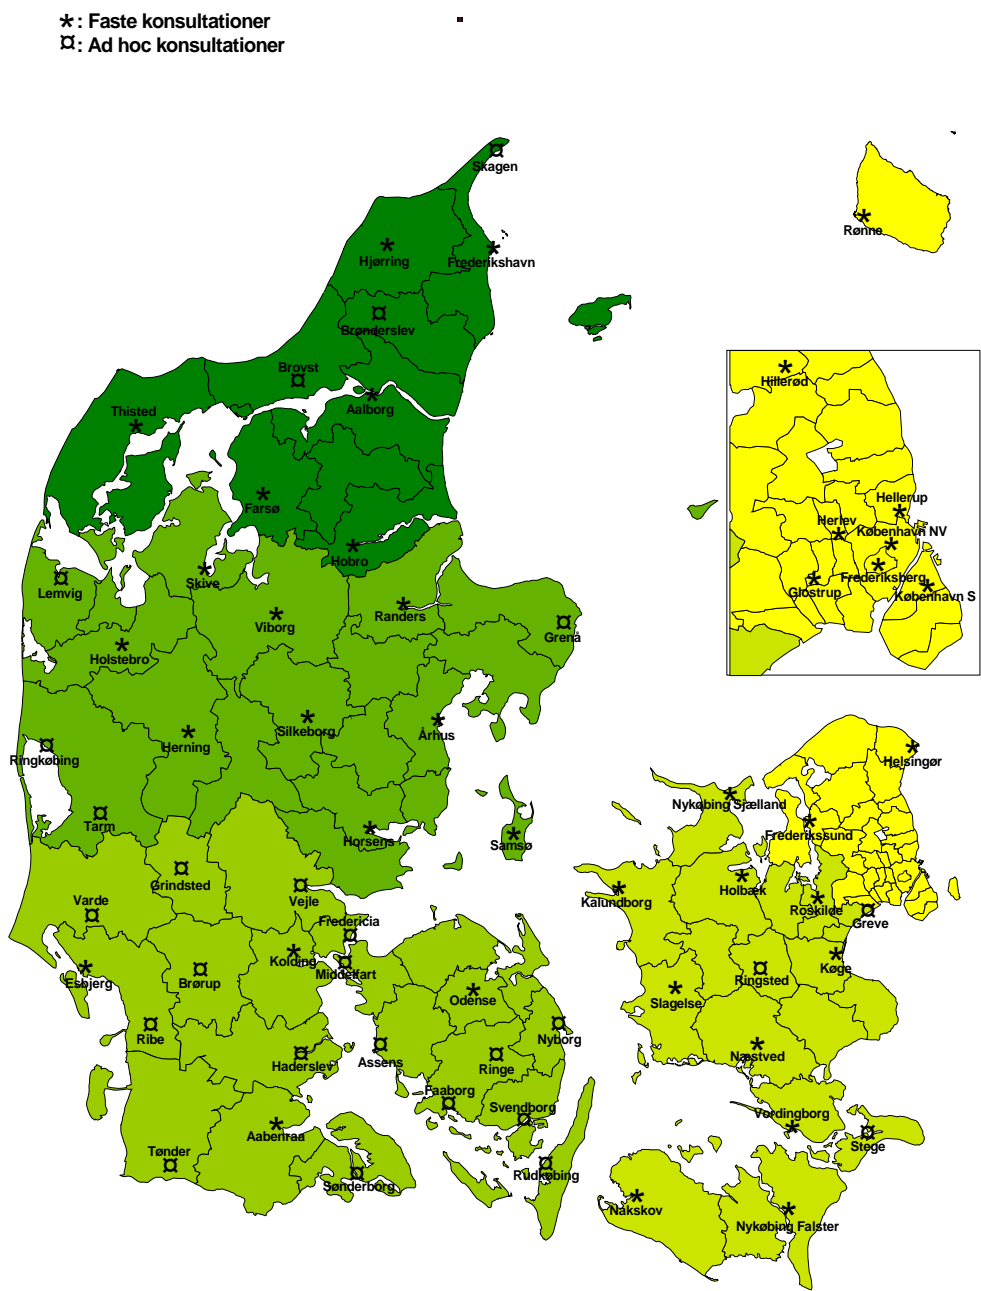 *: Faste konsultationer
¤: Ad hoc konsultationer
Skagen
Rønne
Hjørring
Frederikshavn
Brønderslev
Brovst
Aalborg
Thisted
Hillerød
Farsø
Hellerup
Herlev
København NV
Hobro
Skive
Frederiksberg
Lemvig
Glostrup
København S
Viborg
Randers
Grenå
Holstebro
Silkeborg
Århus
Herning
Ringkøbing
Helsingør
Nykøbing Sjælland
Tarm
Horsens
Samsø
Frederikssund
Grindsted
Holbæk
Vejle
Kalundborg
Varde
Roskilde
Greve
Fredericia
Kolding
Middelfart
Køge
Esbjerg
Brørup
Ringsted
Odense
Slagelse
Ribe
Nyborg
Næstved
Haderslev
Assens
Ringe
Faaborg
Svendborg
Vordingborg
Aabenraa
Stege
Tønder
Rudkøbing
Sønderborg
Nakskov
Nykøbing Falster